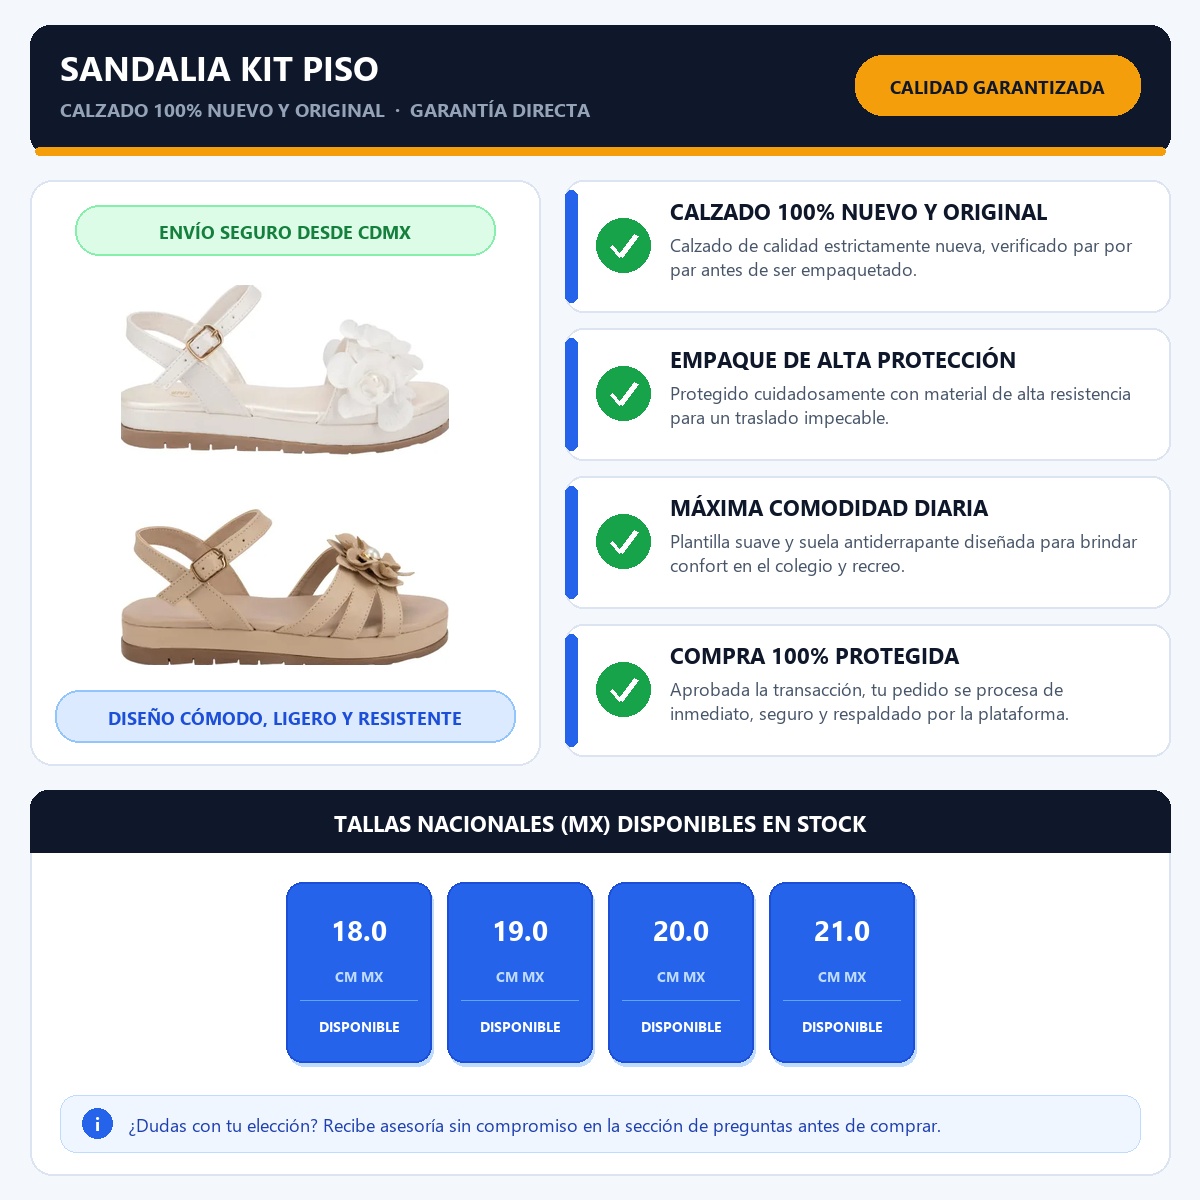 SANDALIA KIT PISO
CALZADO 100% NUEVO Y ORIGINAL · GARANTÍA DIRECTA
CALIDAD GARANTIZADA
ENVÍO SEGURO DESDE CDMX
DISEÑO CÓMODO, LIGERO Y RESISTENTE
CALZADO 100% NUEVO Y ORIGINAL
Calzado de calidad estrictamente nueva, verificado par por
par antes de ser empaquetado.
EMPAQUE DE ALTA PROTECCIÓN
Protegido cuidadosamente con material de alta resistencia
para un traslado impecable.
MÁXIMA COMODIDAD DIARIA
Plantilla suave y suela antiderrapante diseñada para brindar
confort en el colegio y recreo.
COMPRA 100% PROTEGIDA
Aprobada la transacción, tu pedido se procesa de
inmediato, seguro y respaldado por la plataforma.
TALLAS NACIONALES (MX) DISPONIBLES EN STOCK
18.0
CM MX
DISPONIBLE
19.0
CM MX
DISPONIBLE
20.0
CM MX
DISPONIBLE
21.0
CM MX
DISPONIBLE
¿Dudas con tu elección? Recibe asesoría sin compromiso en la sección de preguntas antes de comprar.